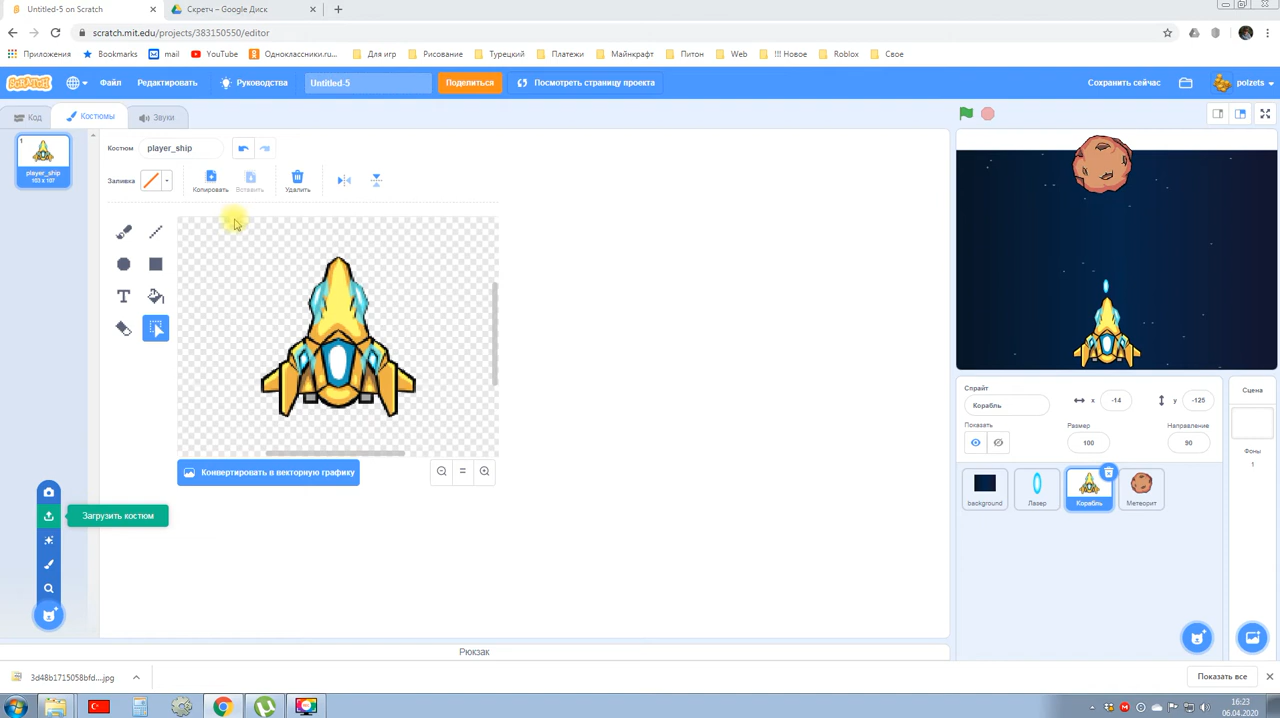 Untitled-5 on Scratch
Скретч – Google Диск
scratch.mit.edu/projects/383150550/editor
Приложения Bookmarks mail YouTube Одноклассники.ru... Для игр Рисование Турецкий Платежи Майнкрафт Питон Web !!! Новое Roblox Свое
SCRATCH Файл Редактировать Руководства Untitled-5 Поделиться Посмотреть страницу проекта Сохранить сейчас polzets
Код Костюмы Звуки
1
player_ship
103 x 107
Костюм player_ship
Заливка Копировать Вставить Удалить
T
Конвертировать в векторную графику
Загрузить костюм
Спрайт
Корабль
x -14 y -125
Показать Размер Направление
100 90
background Лазер Корабль Метеорит
Сцена
Фоны
1
Рюкзак
3d48b1715058bfd....jpg
Показать все
16:23
06.04.2020